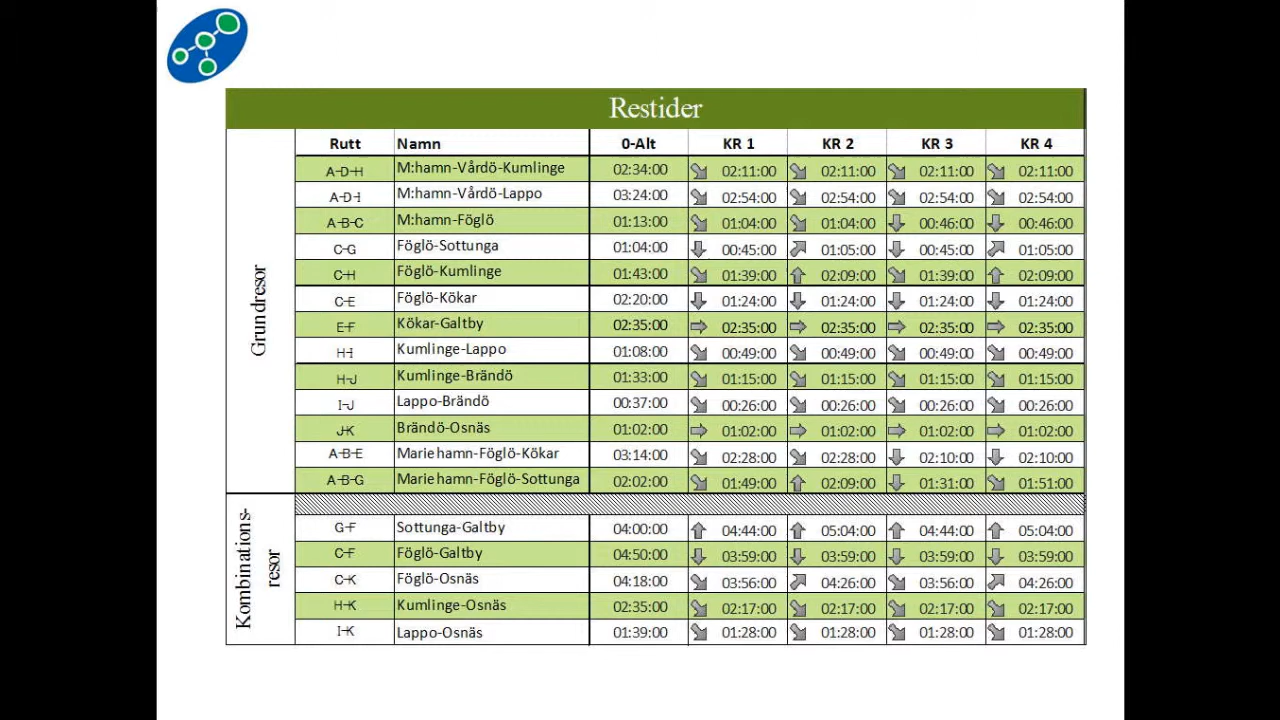 Restider
Rutt Namn 0-Alt KR 1 KR 2 KR 3 KR 4
Grundresor
A-D-H M:hamn-Vårdö-Kumlinge 02:34:00 02:11:00 02:11:00 02:11:00 02:11:00
A-D-I M:hamn-Vårdö-Lappo 03:24:00 02:54:00 02:54:00 02:54:00 02:54:00
A-B-C M:hamn-Föglö 01:13:00 01:04:00 01:04:00 00:46:00 00:46:00
C-G Föglö-Sottunga 01:04:00 00:45:00 01:05:00 00:45:00 01:05:00
C-H Föglö-Kumlinge 01:43:00 01:39:00 02:09:00 01:39:00 02:09:00
C-E Föglö-Kökar 02:20:00 01:24:00 01:24:00 01:24:00 01:24:00
E-F Kökar-Galtby 02:35:00 02:35:00 02:35:00 02:35:00 02:35:00
H-I Kumlinge-Lappo 01:08:00 00:49:00 00:49:00 00:49:00 00:49:00
H-J Kumlinge-Brändö 01:33:00 01:15:00 01:15:00 01:15:00 01:15:00
I-J Lappo-Brändö 00:37:00 00:26:00 00:26:00 00:26:00 00:26:00
J-K Brändö-Osnäs 01:02:00 01:02:00 01:02:00 01:02:00 01:02:00
A-B-E Mariehamn-Föglö-Kökar 03:14:00 02:28:00 02:28:00 02:10:00 02:10:00
A-B-G Mariehamn-Föglö-Sottunga 02:02:00 01:49:00 02:09:00 01:31:00 01:51:00
Kombinations-
resor
G-F Sottunga-Galtby 04:00:00 04:44:00 05:04:00 04:44:00 05:04:00
C-F Föglö-Galtby 04:50:00 03:59:00 03:59:00 03:59:00 03:59:00
C-K Föglö-Osnäs 04:18:00 03:56:00 04:26:00 03:56:00 04:26:00
H-K Kumlinge-Osnäs 02:35:00 02:17:00 02:17:00 02:17:00 02:17:00
I-K Lappo-Osnäs 01:39:00 01:28:00 01:28:00 01:28:00 01:28:00